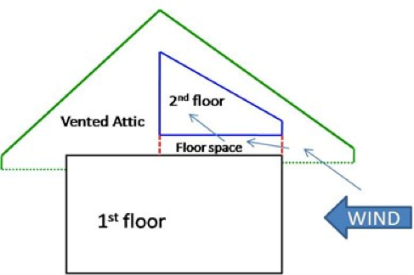 2nd floor
Vented Attic
Floor space
1st floor
WIND